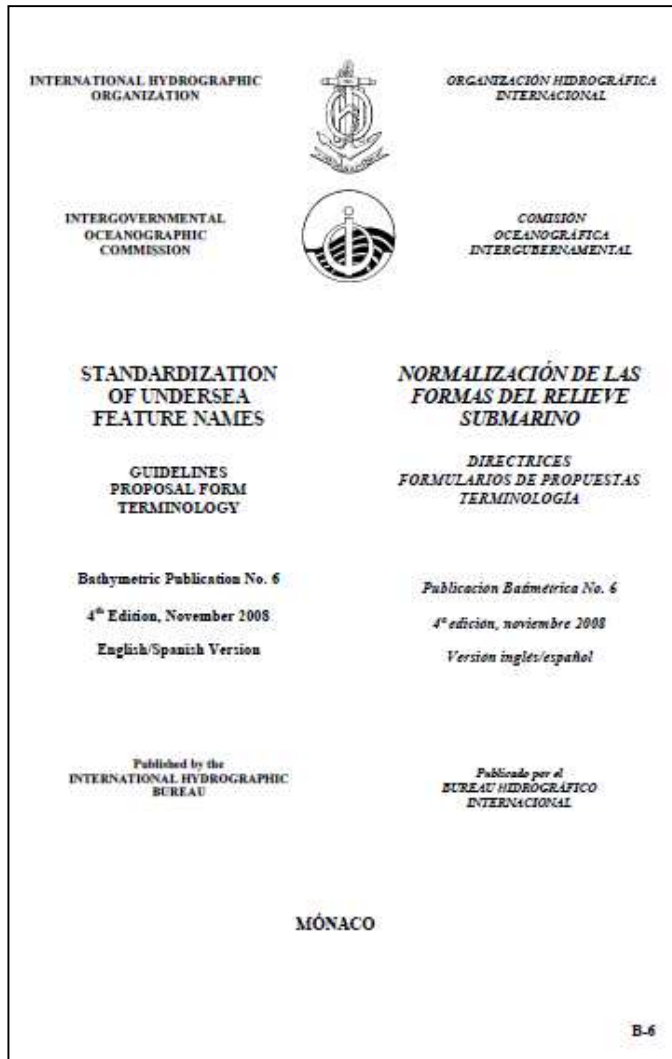 INTERNATIONAL HYDROGRAPHIC
ORGANIZATION
ORGANIZACIÓN HIDROGRÁFICA
INTERNACIONAL
INTERGOVERNMENTAL
OCEANOGRAPHIC
COMMISSION
COMISIÓN
OCEANOGRÁFICA
INTERGUBERNAMENTAL
STANDARDIZATION
OF UNDERSEA
FEATURE NAMES
NORMALIZACIÓN DE LAS
FORMAS DEL RELIEVE
SUBMARINO
GUIDELINES
PROPOSAL FORM
TERMINOLOGY
DIRECTRICES
FORMULARIOS DE PROPUESTAS
TERMINOLOGÍA
Bathymetric Publication No. 6
4th Edition, November 2008
English/Spanish Version
Publicación Batimétrica No. 6
4ª edición, noviembre 2008
Versión inglés/español
Published by the
INTERNATIONAL HYDROGRAPHIC
BUREAU
Publicado por el
BUREAU HIDROGRÁFICO
INTERNACIONAL
MÓNACO
B-6